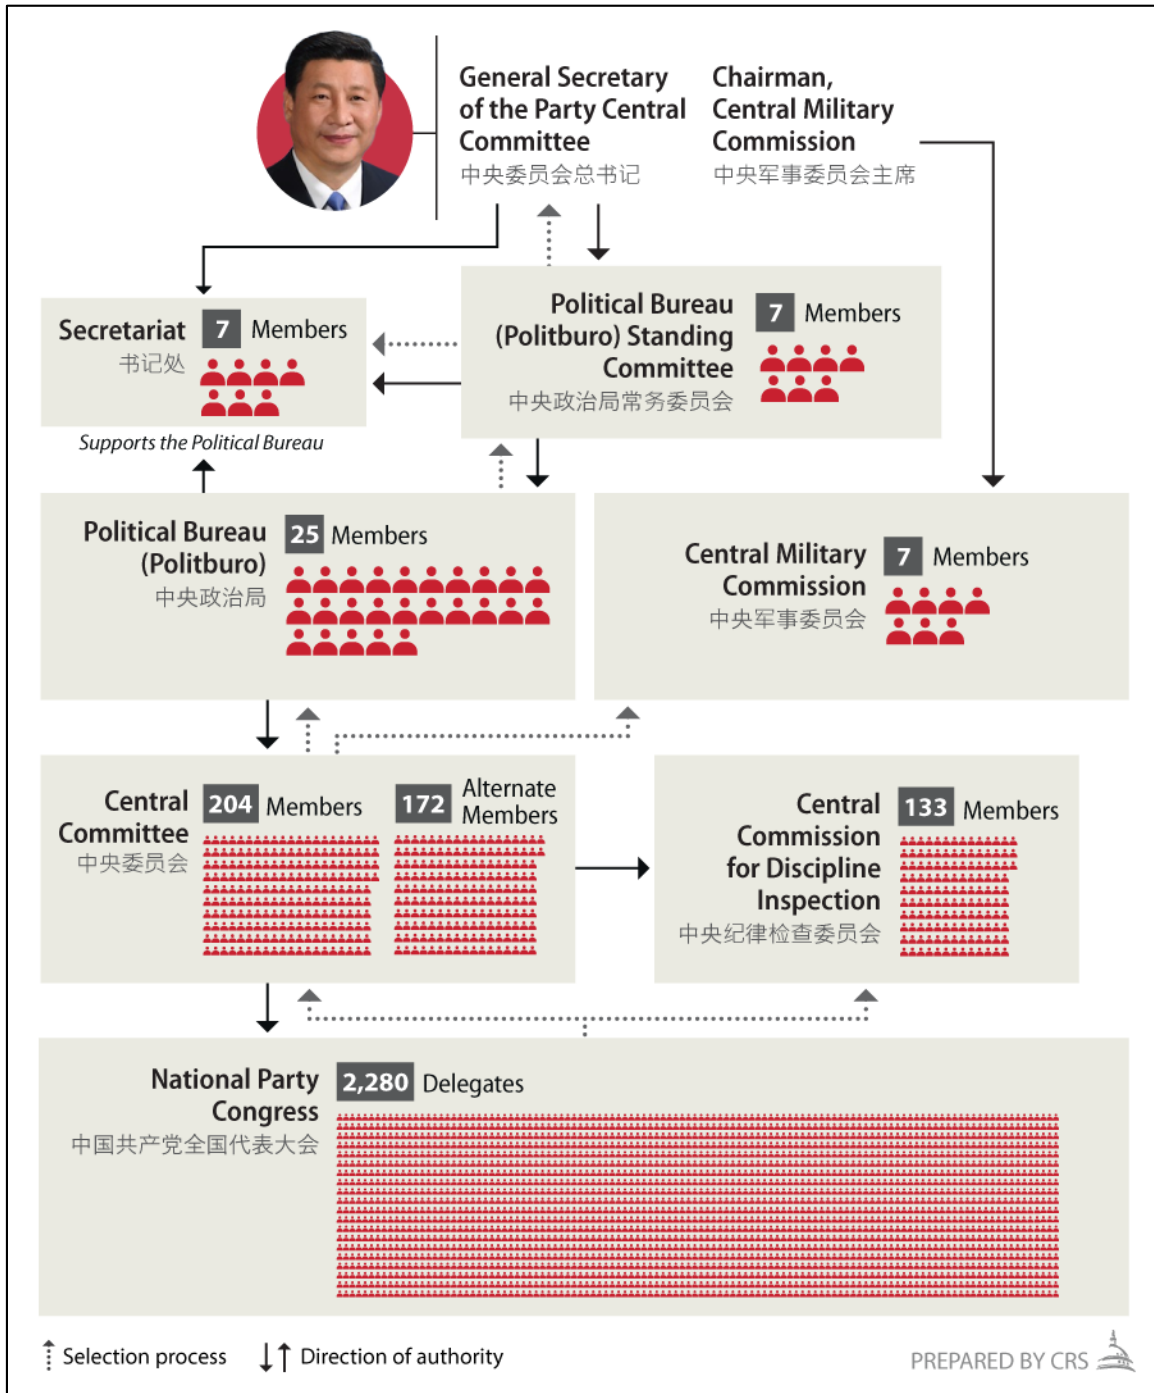 General Secretary
of the Party Central
Committee
中央委员会总书记
Chairman,
Central Military
Commission
中央军事委员会主席
Secretariat
书记处
7 Members
Supports the Political Bureau
Political Bureau
(Politburo) Standing
Committee
中央政治局常务委员会
7 Members
Political Bureau
(Politburo)
中央政治局
25 Members
Central Military
Commission
中央军事委员会
7 Members
Central
Committee
中央委员会
204 Members
172 Alternate
Members
Central
Commission
for Discipline
Inspection
中央纪律检查委员会
133 Members
National Party
Congress
中国共产党全国代表大会
2,280 Delegates
Selection process
Direction of authority
PREPARED BY CRS